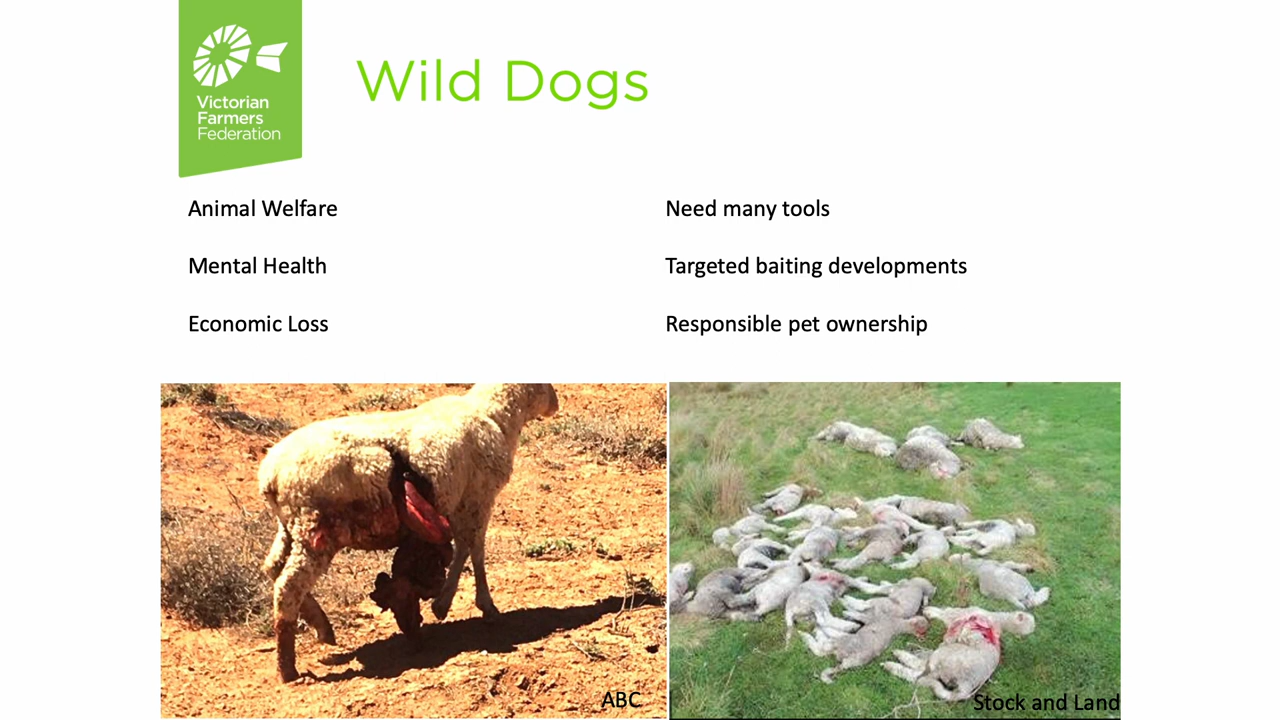 Victorian
Farmers
Federation
Wild Dogs
Animal Welfare
Mental Health
Economic Loss
Need many tools
Targeted baiting developments
Responsible pet ownership
ABC
Stock and Land